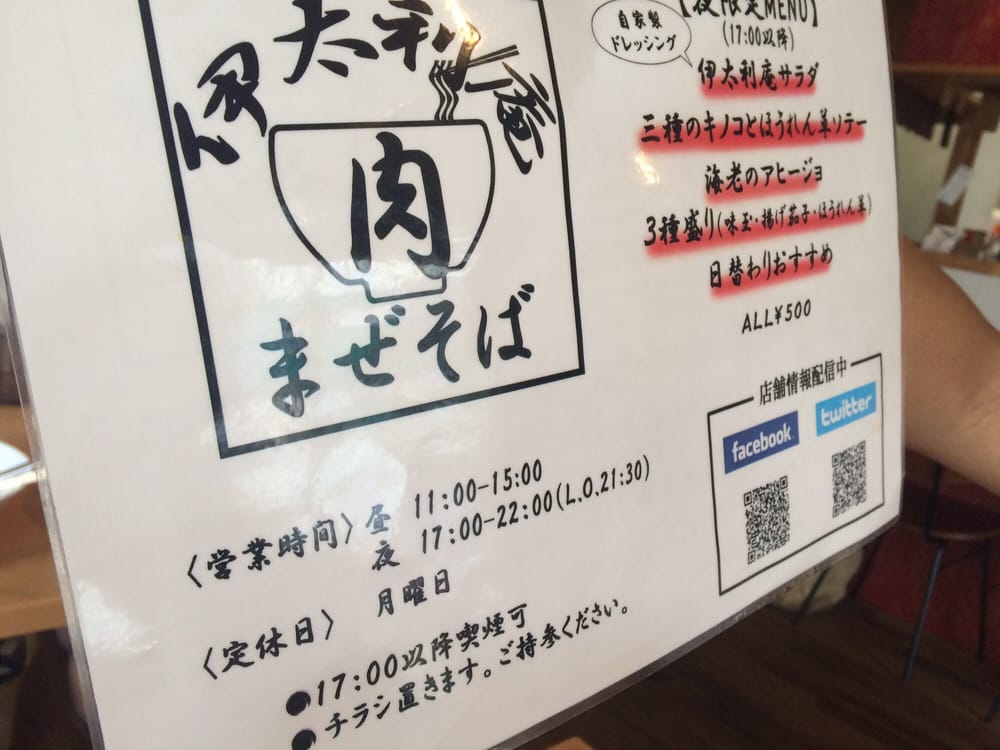 伊太利庵
肉
まぜそば
〈営業時間〉昼 11:00-15:00
夜 17:00-22:00(L.O.21:30)
〈定休日〉 月曜日
●17:00以降喫煙可
●チラシ置きます。ご持参ください。
【夜限定MENU】
(17:00以降)
自家製
ドレッシング
伊太利庵サラダ
三種のキノコとほうれん草ソテー
海老のアヒージョ
3種盛り(味玉・揚げ茄子・ほうれん草)
日替わりおすすめ
ALL¥500
店舗情報配信中
facebook
twitter